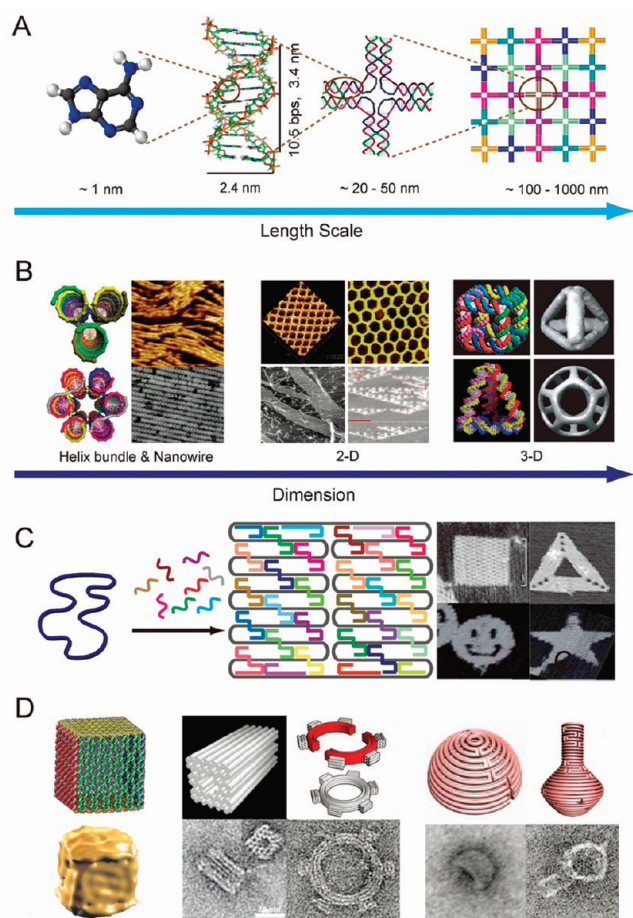 A
10.5 bps, 3.4 nm
~ 1 nm
2.4 nm
~ 20 - 50 nm
~ 100 - 1000 nm
Length Scale
B
Helix bundle & Nanowire
2-D
3-D
Dimension
C
D